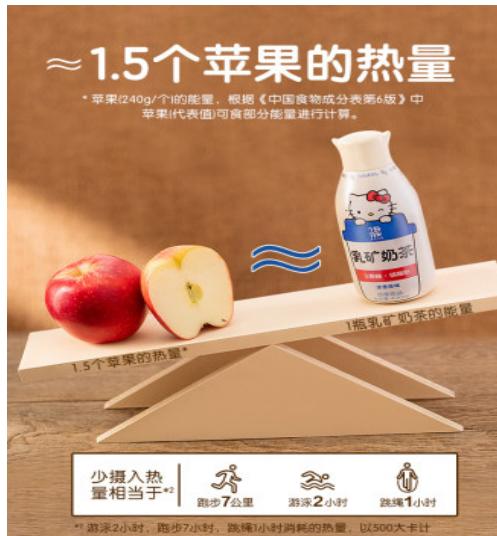 ≈1.5个苹果的热量
*苹果(240g/个)的能量，根据《中国食物成分表第6版》中
苹果(代表值)可食部分能量进行计算。
乳矿奶茶
1.5个苹果的热量*
1瓶乳矿奶茶的能量
少摄入热
量相当于*²
跑步7公里
游泳2小时
跳绳1小时
*² 游泳2小时，跑步7小时，跳绳1小时消耗的热量，以500大卡计